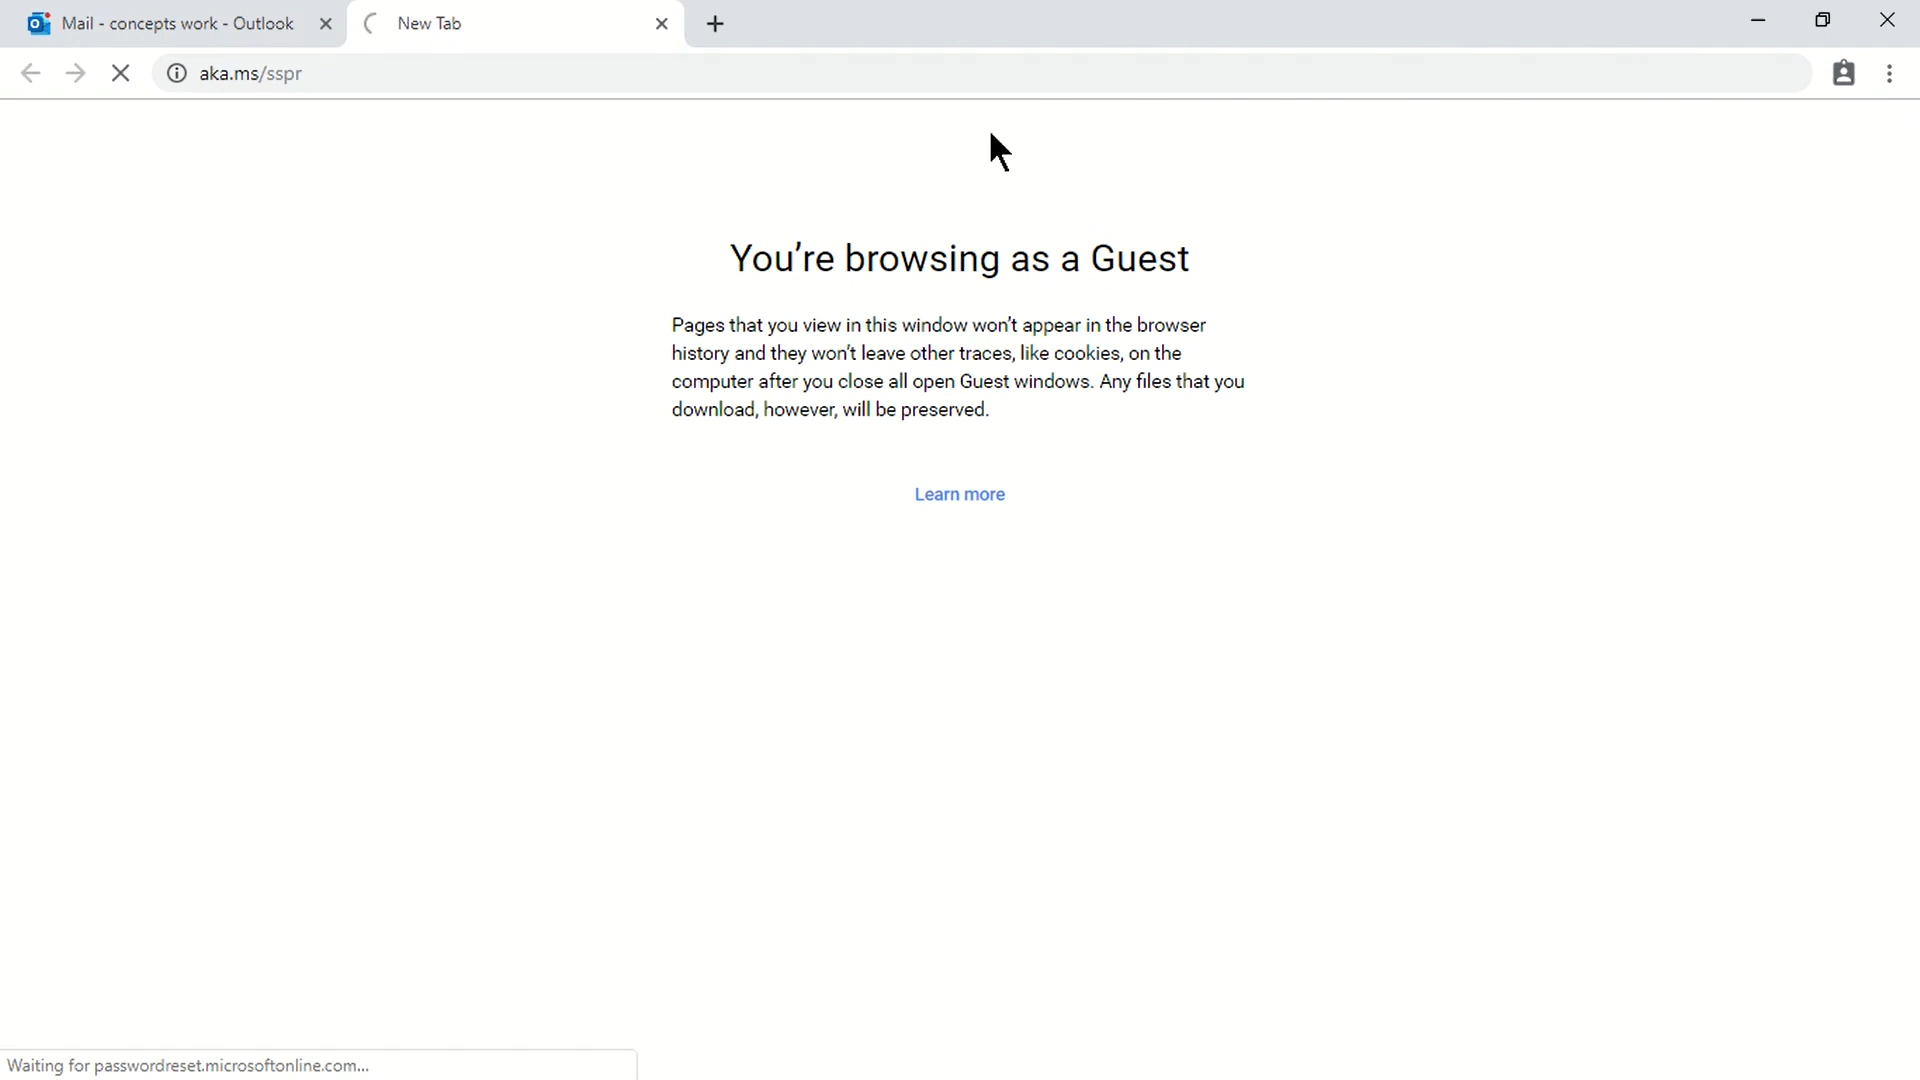 Mail - concepts work - Outlook
New Tab
aka.ms/sspr
You're browsing as a Guest
Pages that you view in this window won't appear in the browser
history and they won't leave other traces, like cookies, on the
computer after you close all open Guest windows. Any files that you
download, however, will be preserved.
Learn more
Waiting for passwordreset.microsoftonline.com...